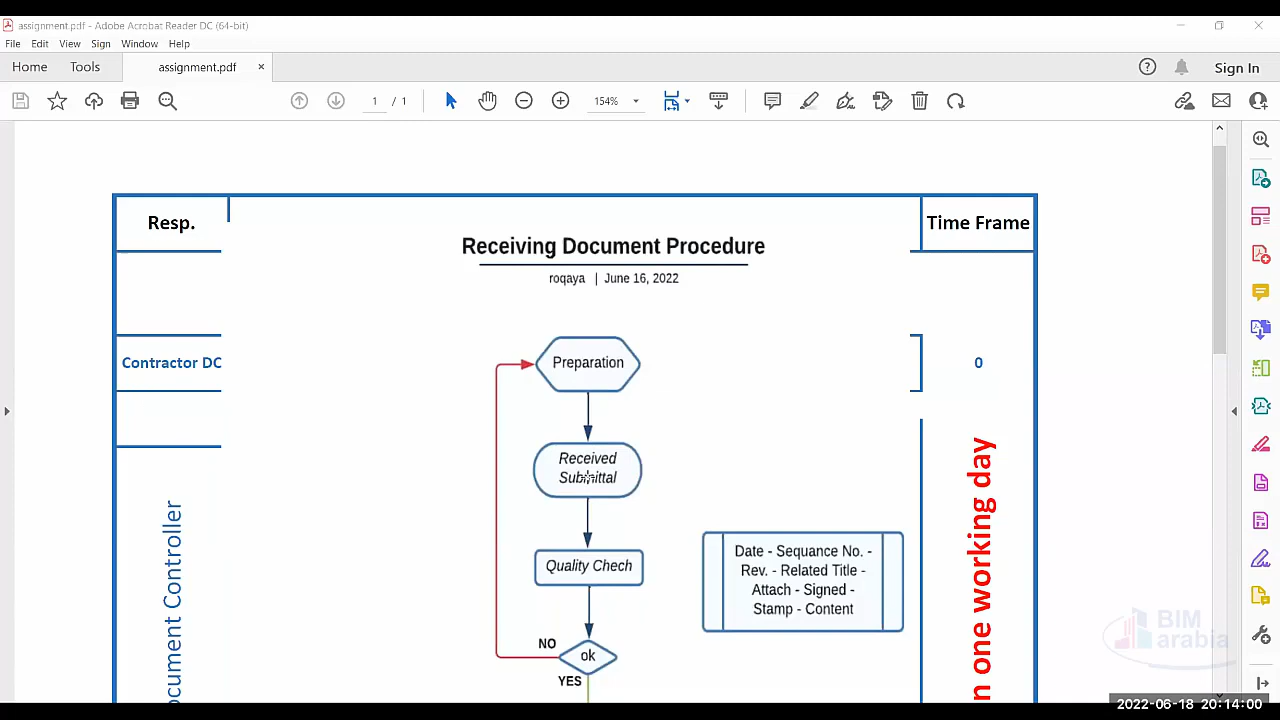 assignment.pdf - Adobe Acrobat Reader DC (64-bit)
File Edit View Sign Window Help
Home Tools assignment.pdf × Sign In
1 / 1 154%
Resp.
Time Frame
Receiving Document Procedure
roqaya | June 16, 2022
Contractor DC
Preparation
0
Received
Submittal
Quality Chech
Date - Sequance No. -
Rev. - Related Title -
Attach - Signed -
Stamp - Content
NO
ok
YES
ocument Controller
n one working day
BIM
arabia
2022-06-18 20:14:00